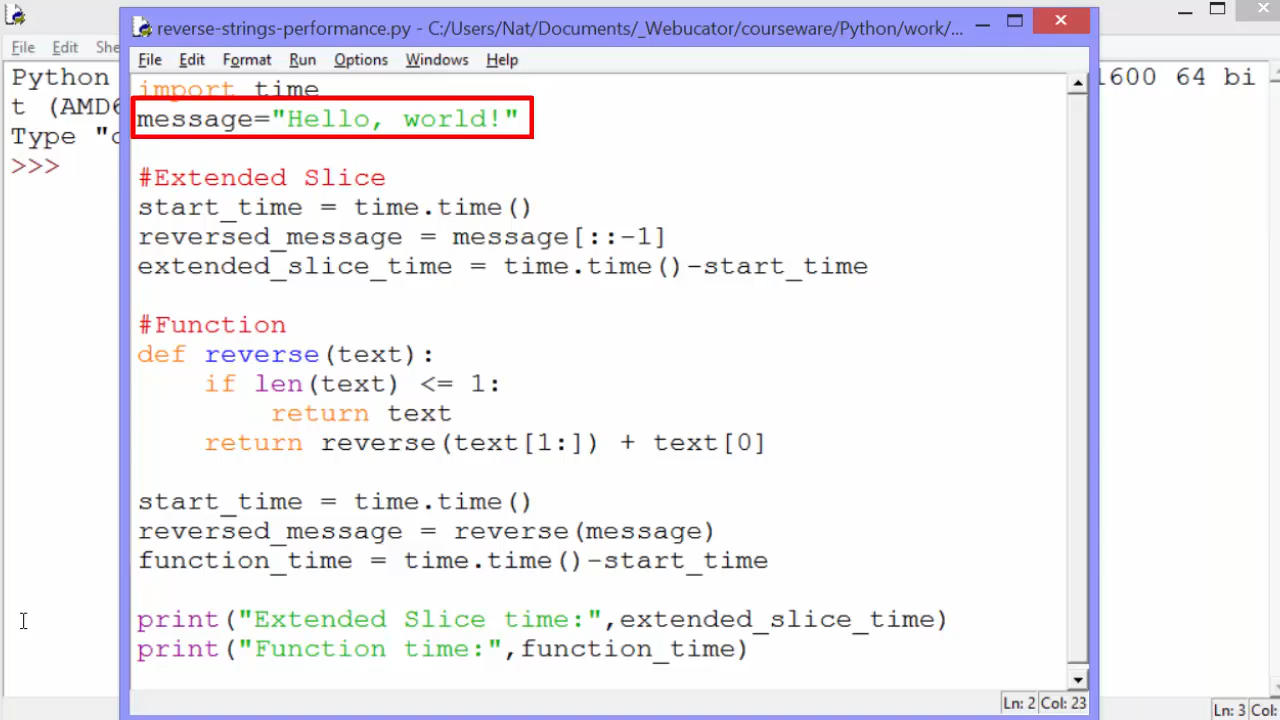 reverse-strings-performance.py - C:/Users/Nat/Documents/_Webucator/courseware/Python/work/...
File Edit Format Run Options Windows Help
import time
message="Hello, world!"
#Extended Slice
start_time = time.time()
reversed_message = message[::-1]
extended_slice_time = time.time()-start_time
#Function
def reverse(text):
    if len(text) <= 1:
        return text
    return reverse(text[1:]) + text[0]
start_time = time.time()
reversed_message = reverse(message)
function_time = time.time()-start_time
print("Extended Slice time:",extended_slice_time)
print("Function time:",function_time)
Ln: 2 Col: 23
File Edit She
Python 1600 64 bi
t (AMD6
Type "c
>>>
Ln: 3 Col: